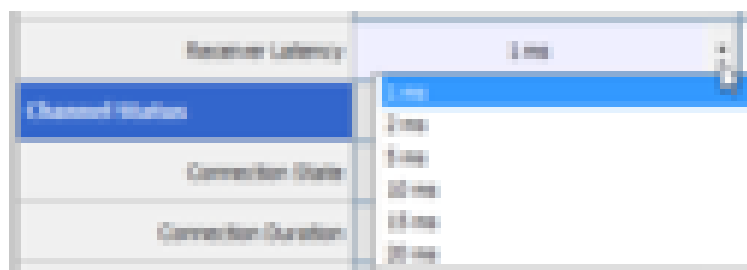 Receiver Latency 1 ms
1 ms
Channel Status
2 ms
5 ms
Connection State
10 ms
15 ms
Connection Duration
20 ms